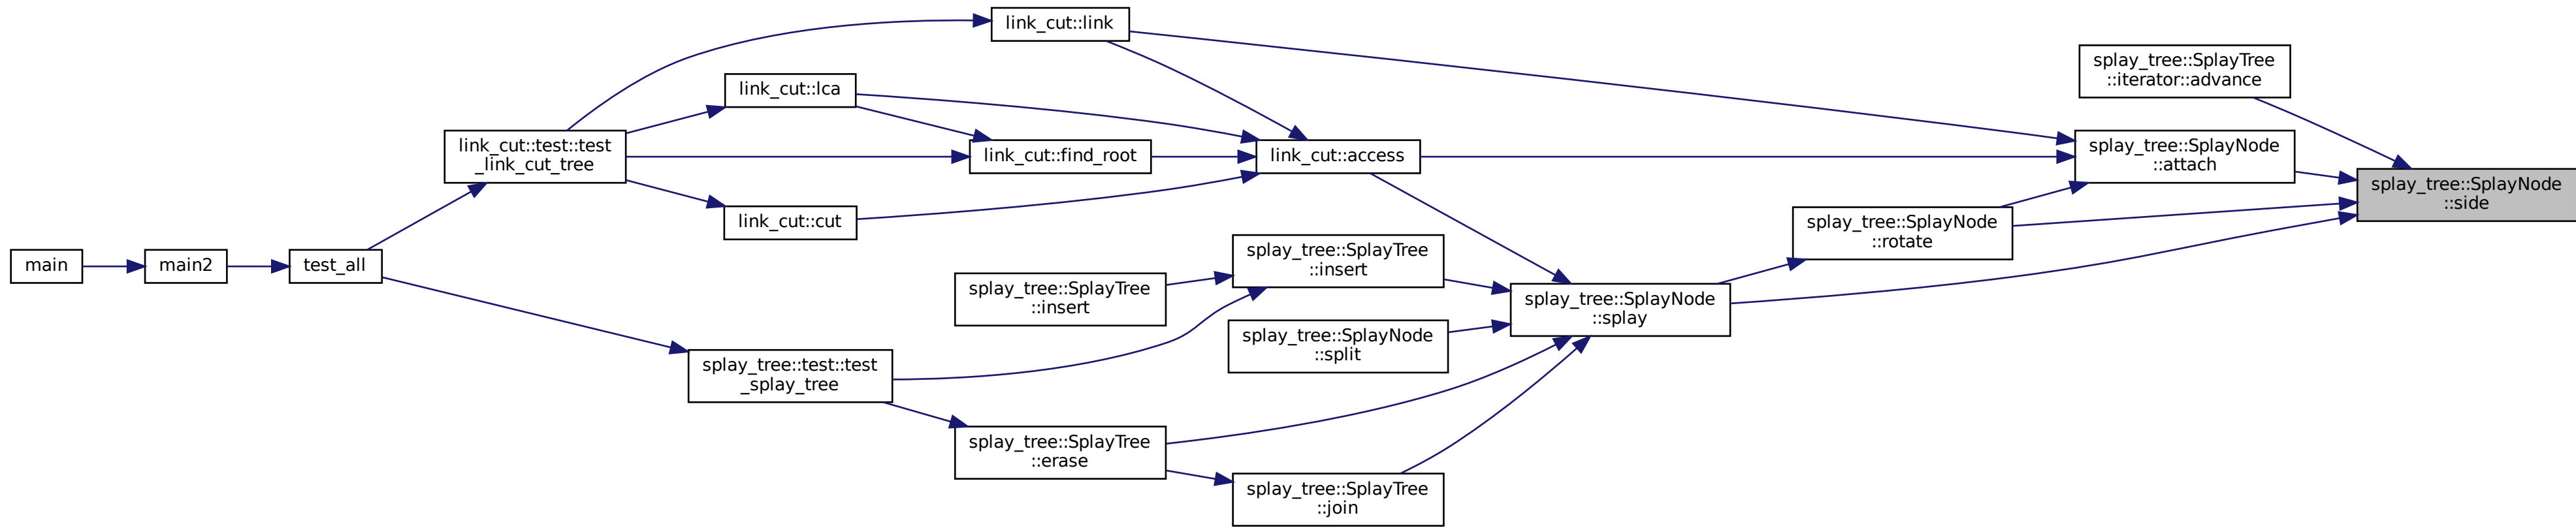 link_cut::link
splay_tree::SplayTree
::iterator::advance
link_cut::lca
link_cut::test::test
_link_cut_tree
link_cut::find_root
link_cut::access
splay_tree::SplayNode
::attach
splay_tree::SplayNode
::side
link_cut::cut
splay_tree::SplayNode
::rotate
main
main2
test_all
splay_tree::SplayTree
::insert
splay_tree::SplayTree
::insert
splay_tree::SplayNode
::splay
splay_tree::SplayNode
::split
splay_tree::test::test
_splay_tree
splay_tree::SplayTree
::erase
splay_tree::SplayTree
::join